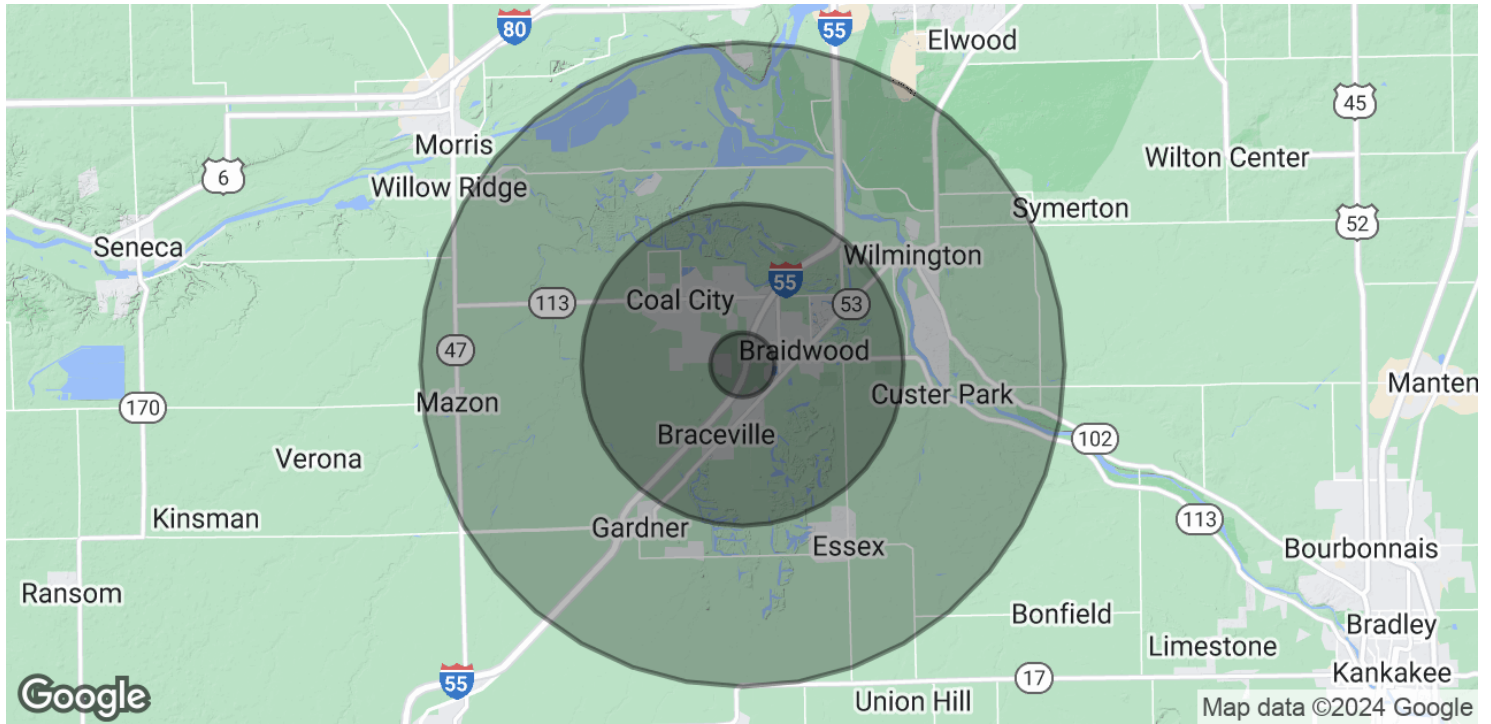 80
55
Elwood
45
Morris
Wilton Center
6
Willow Ridge
Symerton
52
Seneca
Wilmington
55
Coal City
113
53
47
Braidwood
Manten
Mazon
Custer Park
170
Braceville
102
Verona
Kinsman
113
Gardner
Essex
Bourbonnais
Ransom
Bonfield
Bradley
Limestone
Kankakee
55
17
Union Hill
Google
Map data ©2024 Google